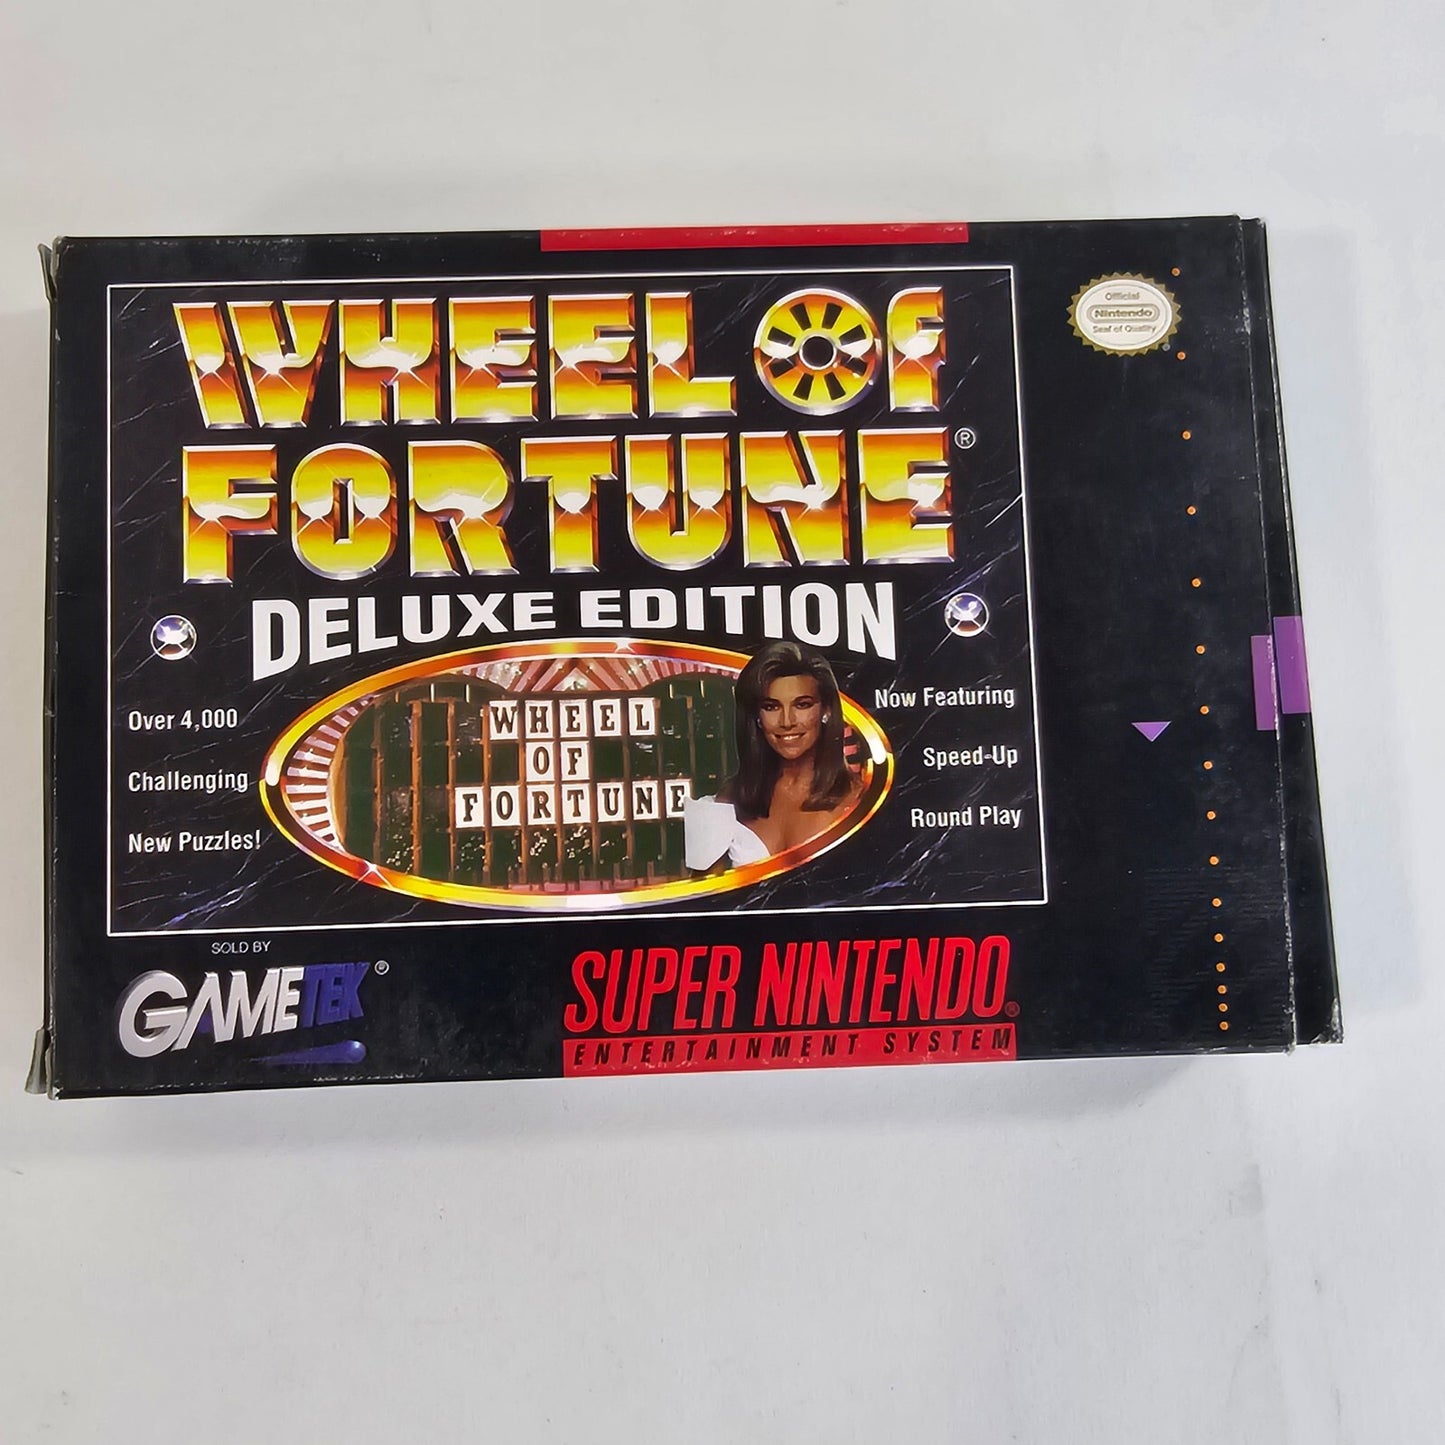 WHEEL OF
FORTUNE®
DELUXE EDITION
Over 4,000
Challenging
New Puzzles!
WHEEL
OF
FORTUNE
Now Featuring
Speed-Up
Round Play
Official
Nintendo
Seal of Quality
SOLD BY
GAMETEK®
SUPER NINTENDO®
ENTERTAINMENT SYSTEM